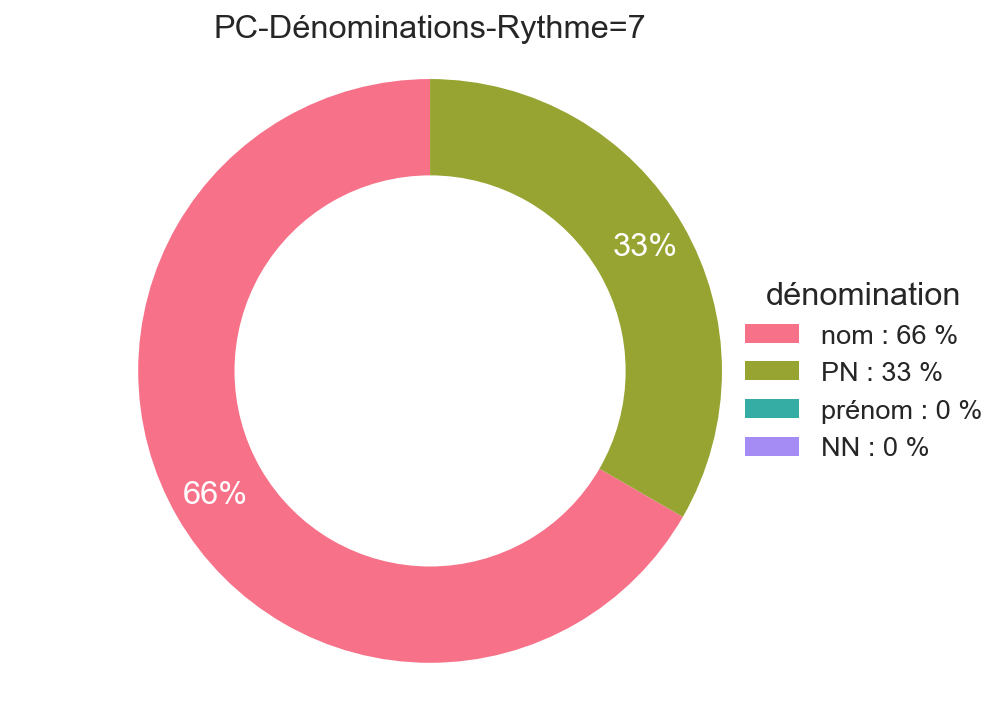 PC-Dénominations-Rythme=7
33%
66%
dénomination
nom : 66 %
PN : 33 %
prénom : 0 %
NN : 0 %